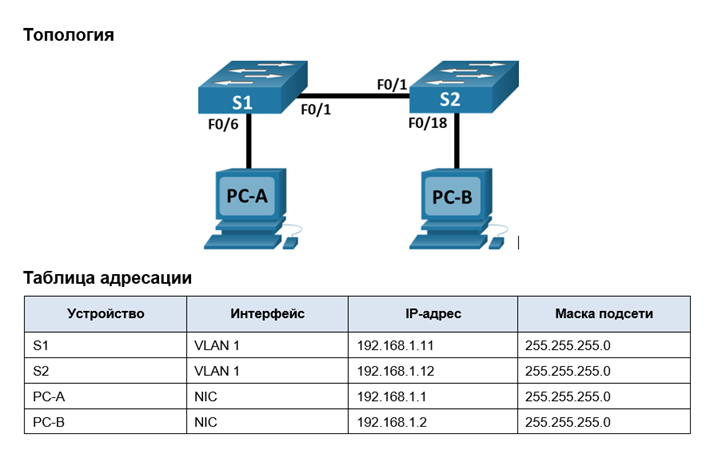 Топология
S1
F0/1
S2
F0/6
F0/1
F0/18
PC-A
PC-B
Таблица адресации
Устройство Интерфейс IP-адрес Маска подсети
S1 VLAN 1 192.168.1.11 255.255.255.0
S2 VLAN 1 192.168.1.12 255.255.255.0
PC-A NIC 192.168.1.1 255.255.255.0
PC-B NIC 192.168.1.2 255.255.255.0